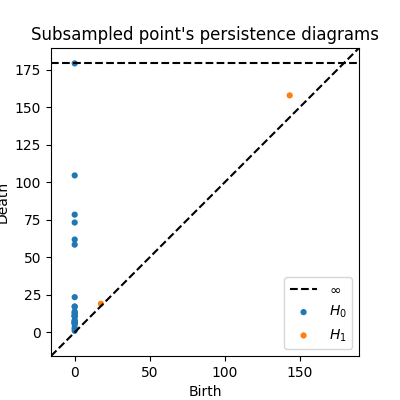 Subsampled point's persistence diagrams
175
150
125
100
75
50
25
0
Death
0 50 100 150
Birth
∞
H₀
H₁